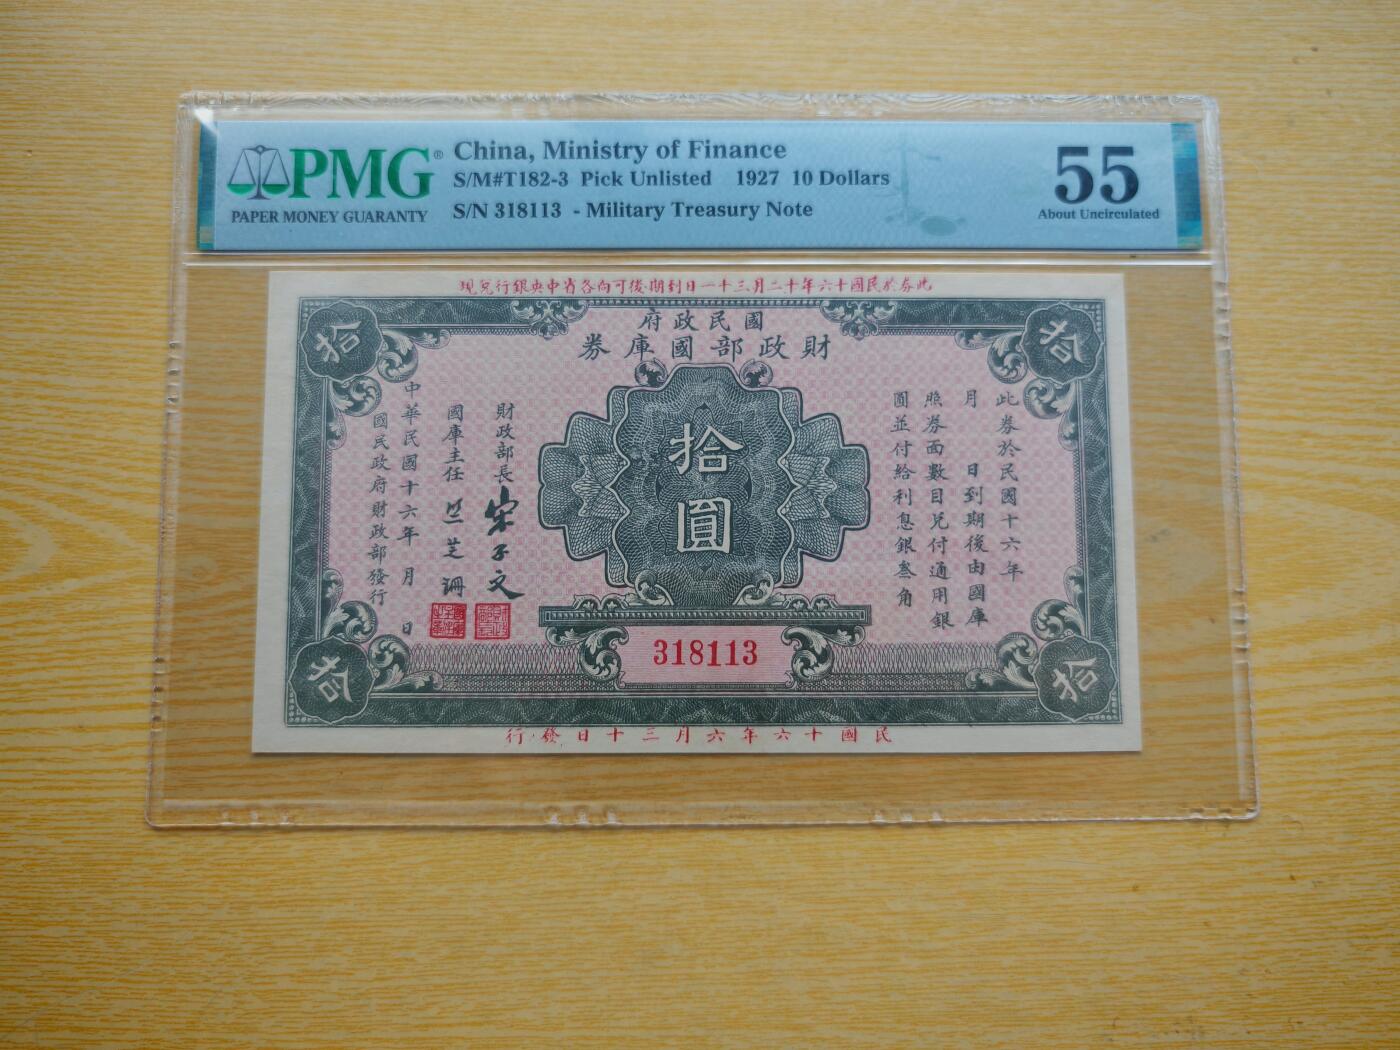 PMG®
PAPER MONEY GUARANTY
China, Ministry of Finance
S/M#T182-3 Pick Unlisted 1927 10 Dollars
S/N 318113 - Military Treasury Note
55
About Uncirculated
此券於民國十六年十二月三十一日到期後可向各省中央銀行兌現
國民政府
財政部國庫券
拾
拾
此券於民國十六年
月 日到期後由國庫
照券面數目兌付通用銀
圓並付給利息銀叁角
拾圓
財政部長 宋子文
國庫主任
中華民國十六年 月 日
國民政府財政部發行
318113
拾
拾
民國十六年六月三十日發行